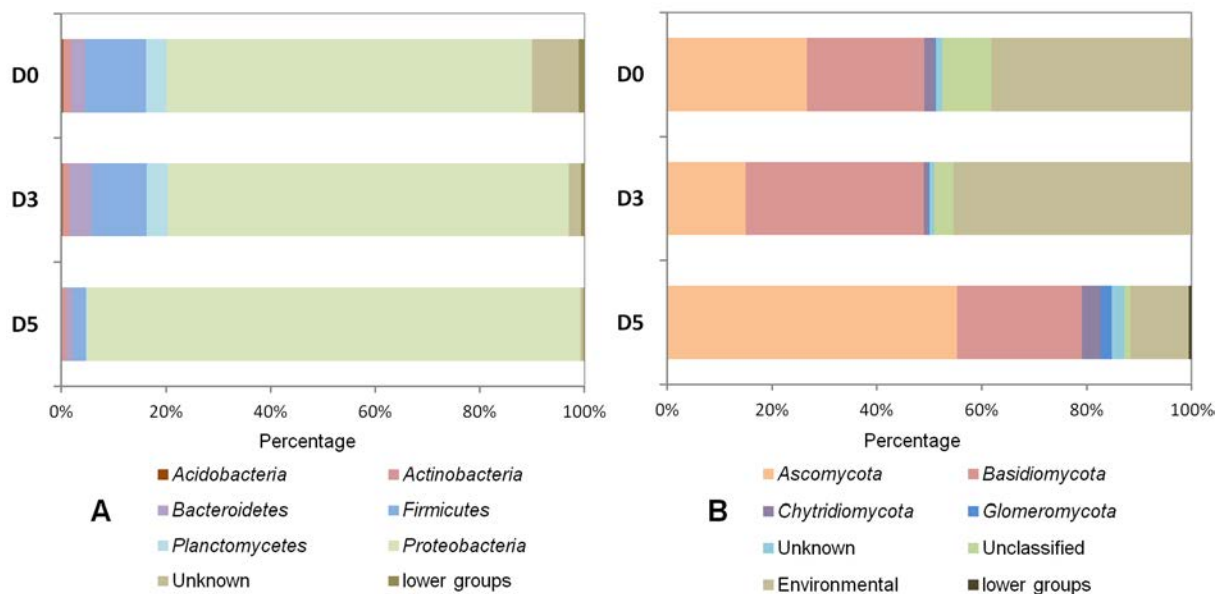 D0
D3
D5
0% 20% 40% 60% 80% 100%
Percentage
Acidobacteria Actinobacteria
Bacteroidetes Firmicutes
Planctomycetes Proteobacteria
Unknown lower groups
A
D0
D3
D5
0% 20% 40% 60% 80% 100%
Percentage
Ascomycota Basidiomycota
Chytridiomycota Glomeromycota
Unknown Unclassified
Environmental lower groups
B